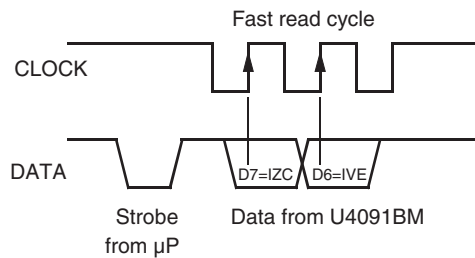 Fast read cycle
CLOCK
DATA
D7=IZC
D6=IVE
Strobe
from µP
Data from U4091BM